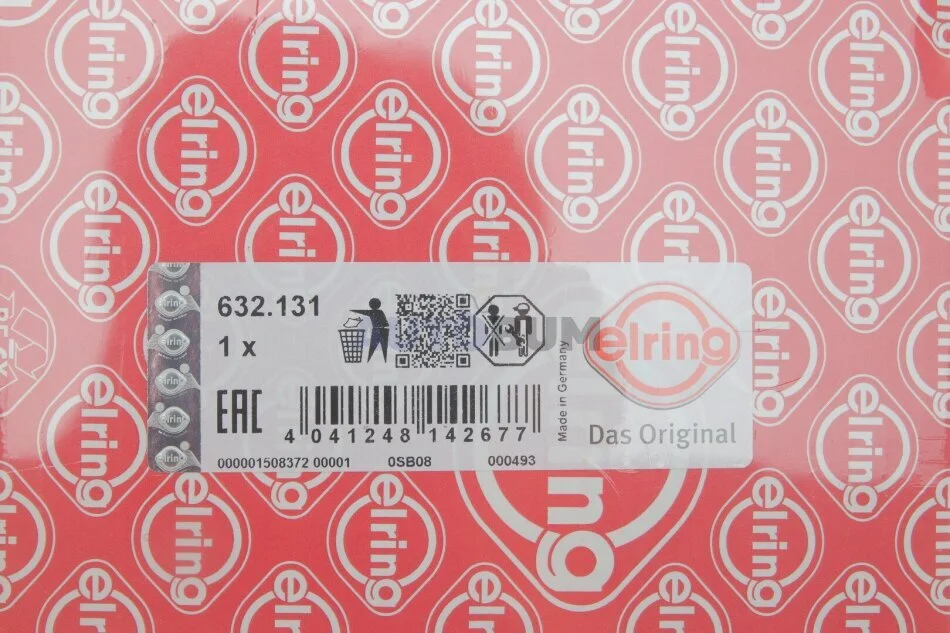 632.131
1 x
EAC
4 041248 142677
000001508372 00001 0SB08 000493
Made in Germany
elring
Das Original